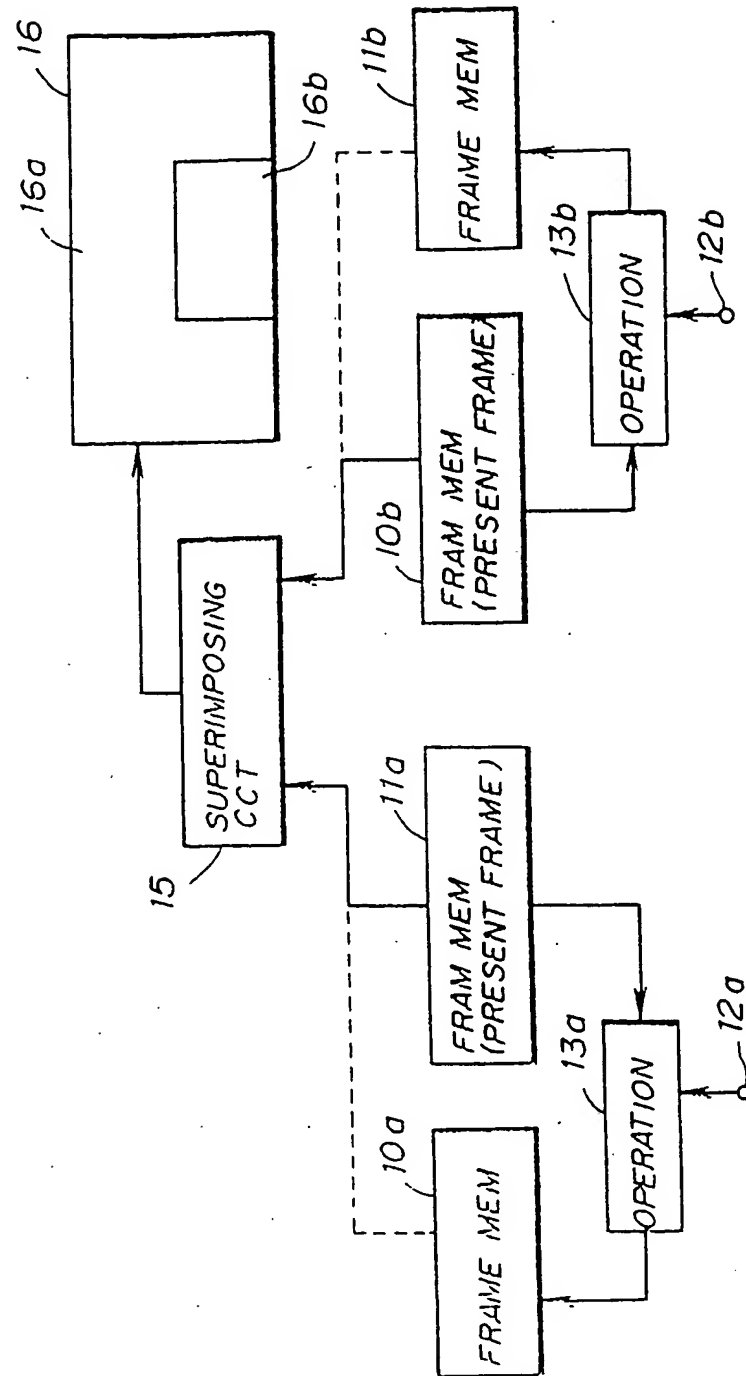 16
16a
16b
SUPERIMPOSING
CCT
15
10a
FRAME MEM
11a
FRAM MEM
(PRESENT FRAME)
10b
FRAM MEM
(PRESENT FRAME)
11b
FRAME MEM
13a
OPERATION
12a
13b
OPERATION
12b